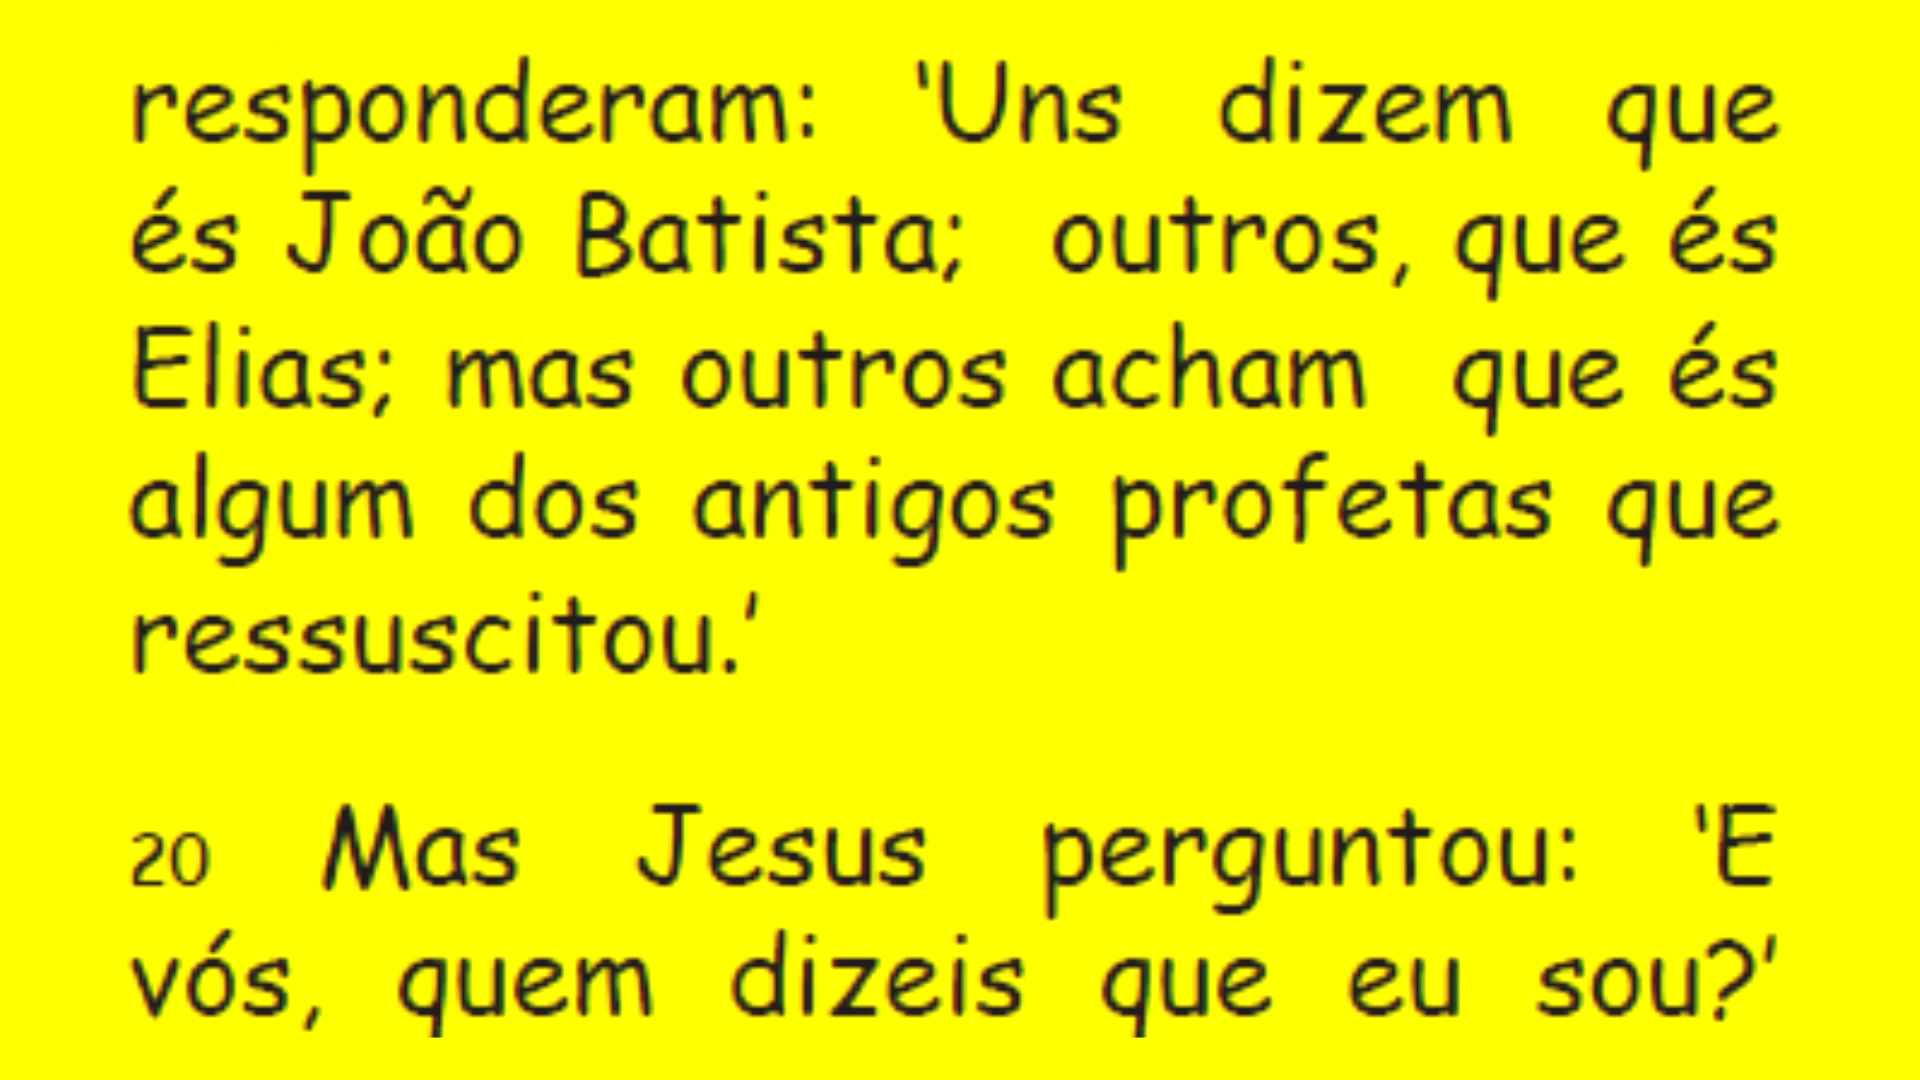 responderam: ‘Uns dizem que
és João Batista; outros, que és
Elias; mas outros acham que és
algum dos antigos profetas que
ressuscitou.’
20 Mas Jesus perguntou: ‘E
vós, quem dizeis que eu sou?’